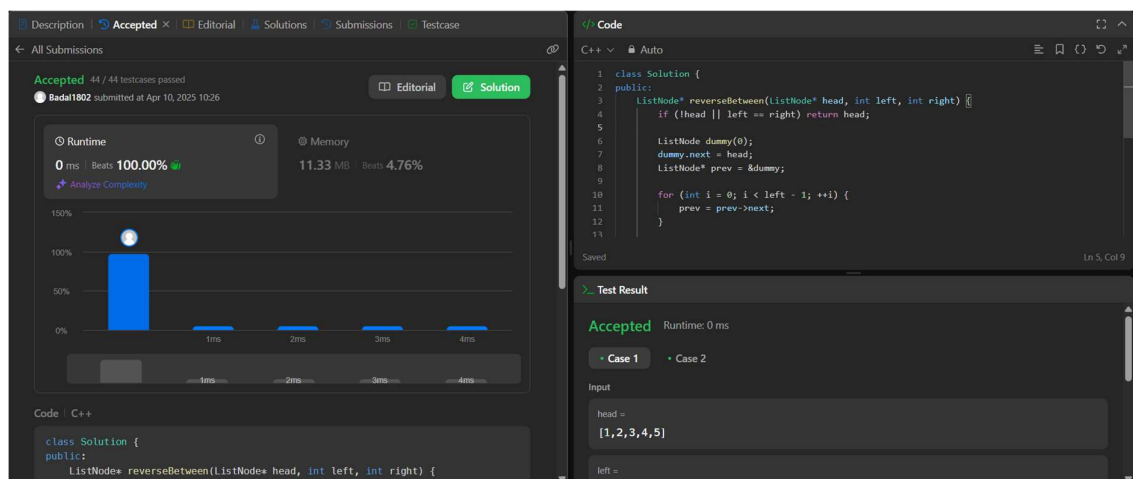 Description | Accepted × | Editorial | Solutions | Submissions | Testcase
← All Submissions
Accepted 44 / 44 testcases passed
Badal1802 submitted at Apr 10, 2025 10:26
Editorial
Solution
Runtime
0 ms | Beats 100.00%
Analyze Complexity
Memory
11.33 MB | Beats 4.76%
150%
100%
50%
0%
1ms 2ms 3ms 4ms
1ms 2ms 3ms 4ms
Code | C++
class Solution {
public:
ListNode* reverseBetween(ListNode* head, int left, int right) {
</> Code
C++ Auto
1 class Solution {
2 public:
3 ListNode* reverseBetween(ListNode* head, int left, int right) {
4 if (!head || left == right) return head;
5
6 ListNode dummy(0);
7 dummy.next = head;
8 ListNode* prev = &dummy;
9
10 for (int i = 0; i < left - 1; ++i) {
11 prev = prev->next;
12 }
13
Saved
Ln 5, Col 9
>_ Test Result
Accepted Runtime: 0 ms
• Case 1 • Case 2
Input
head =
[1,2,3,4,5]
left =